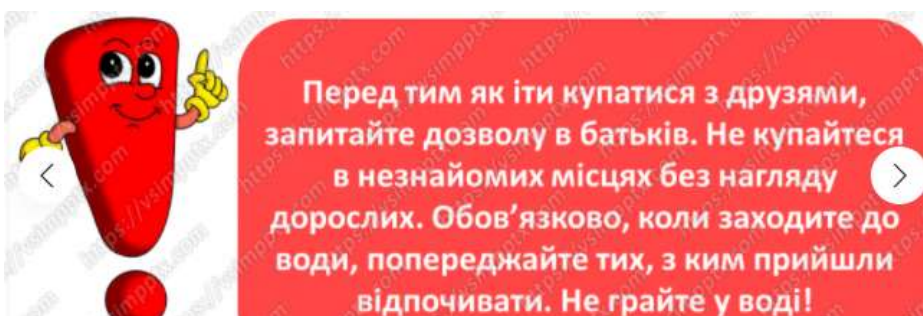 Перед тим як іти купатися з друзями,
запитайте дозволу в батьків. Не купайтеся
в незнайомих місцях без нагляду
дорослих. Обов’язково, коли заходите до
води, попереджайте тих, з ким прийшли
відпочивати. Не грайте у воді!